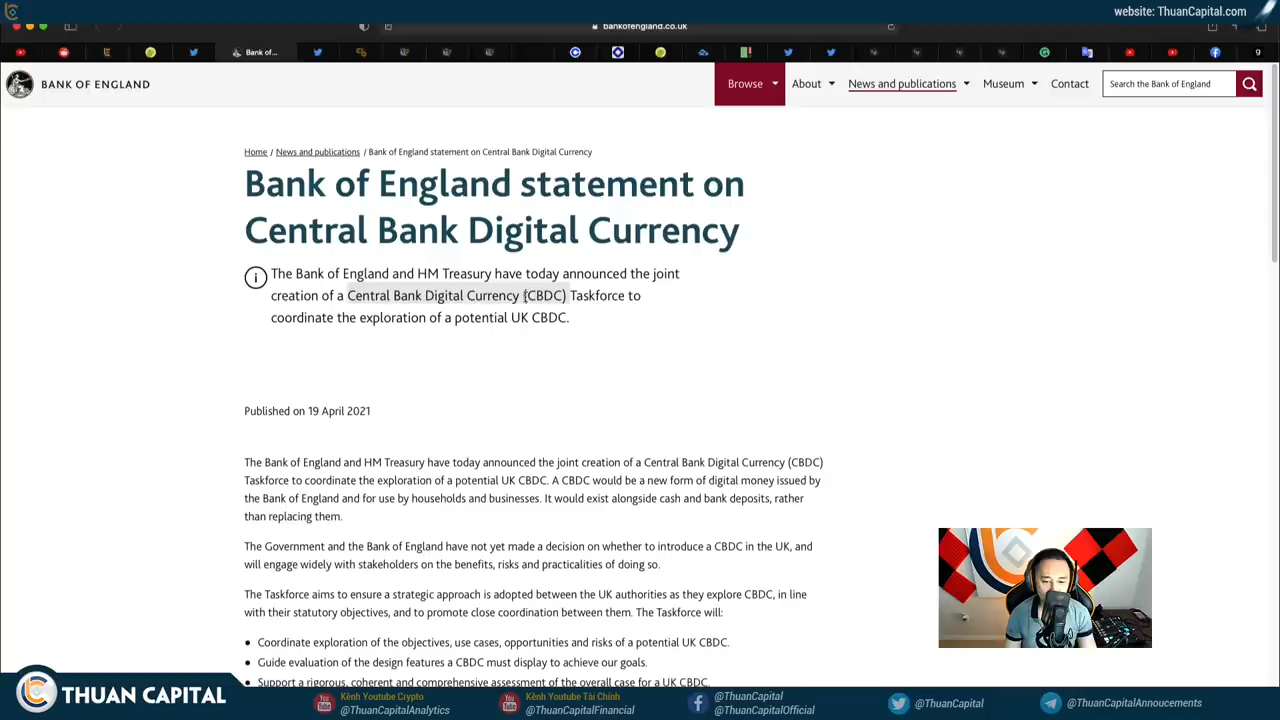 website: ThuanCapital.com
bankofengland.co.uk
Bank of...
BANK OF ENGLAND
Browse
About
News and publications
Museum
Contact
Search the Bank of England
Home / News and publications / Bank of England statement on Central Bank Digital Currency
Bank of England statement on
Central Bank Digital Currency
i
The Bank of England and HM Treasury have today announced the joint
creation of a Central Bank Digital Currency (CBDC) Taskforce to
coordinate the exploration of a potential UK CBDC.
Published on 19 April 2021
The Bank of England and HM Treasury have today announced the joint creation of a Central Bank Digital Currency (CBDC)
Taskforce to coordinate the exploration of a potential UK CBDC. A CBDC would be a new form of digital money issued by
the Bank of England and for use by households and businesses. It would exist alongside cash and bank deposits, rather
than replacing them.
The Government and the Bank of England have not yet made a decision on whether to introduce a CBDC in the UK, and
will engage widely with stakeholders on the benefits, risks and practicalities of doing so.
The Taskforce aims to ensure a strategic approach is adopted between the UK authorities as they explore CBDC, in line
with their statutory objectives, and to promote close coordination between them. The Taskforce will:
● Coordinate exploration of the objectives, use cases, opportunities and risks of a potential UK CBDC.
● Guide evaluation of the design features a CBDC must display to achieve our goals.
● Support a rigorous, coherent and comprehensive assessment of the overall case for a UK CBDC.
THUAN CAPITAL
Kênh Youtube Crypto
@ThuanCapitalAnalytics
Kênh Youtube Tài Chính
@ThuanCapitalFinancial
@ThuanCapital
@ThuanCapitalOfficial
@ThuanCapital
@ThuanCapitalAnnoucements